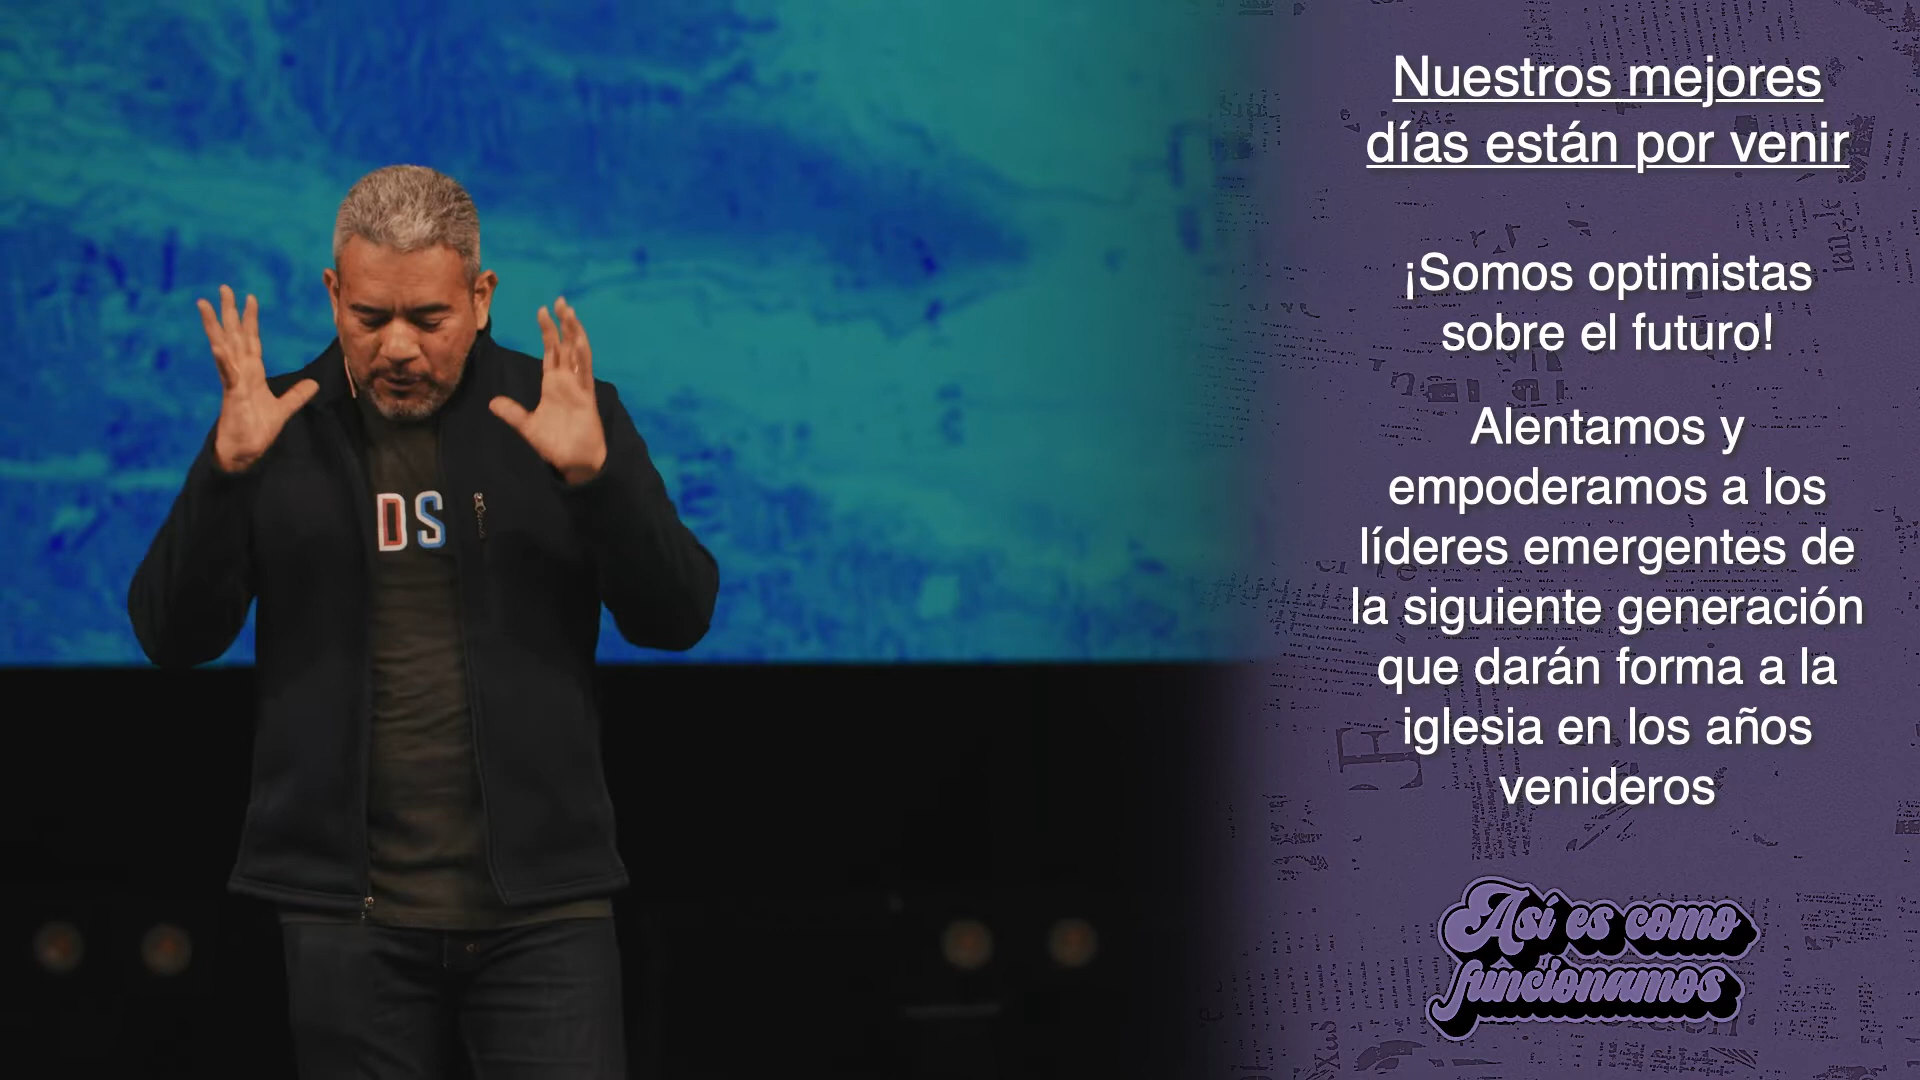 Nuestros mejores
días están por venir
¡Somos optimistas
sobre el futuro!
Alentamos y
empoderamos a los
líderes emergentes de
la siguiente generación
que darán forma a la
iglesia en los años
venideros
DS
Así es como
funcionamos